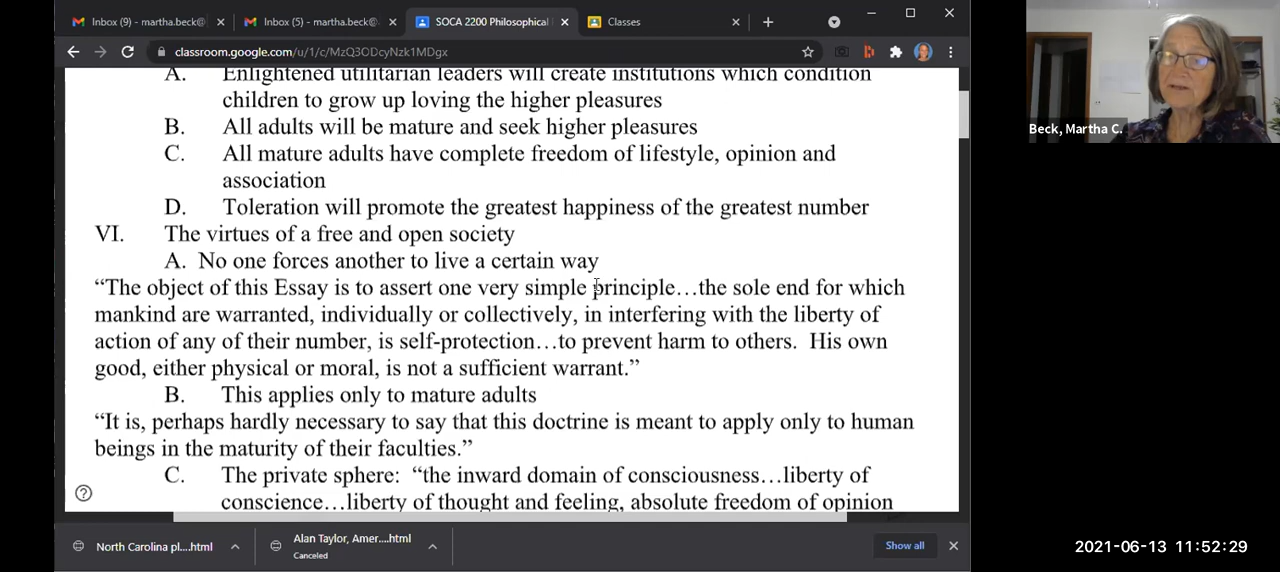 Inbox (9) - martha.beck@
Inbox (5) - martha.beck@
SOCA 2200 Philosophical
Classes
classroom.google.com/u/1/c/MzQ3ODcyNzk1MDgx
A. Enlightened utilitarian leaders will create institutions which condition
children to grow up loving the higher pleasures
B. All adults will be mature and seek higher pleasures
C. All mature adults have complete freedom of lifestyle, opinion and
association
D. Toleration will promote the greatest happiness of the greatest number
VI. The virtues of a free and open society
A. No one forces another to live a certain way
“The object of this Essay is to assert one very simple principle…the sole end for which
mankind are warranted, individually or collectively, in interfering with the liberty of
action of any of their number, is self-protection…to prevent harm to others. His own
good, either physical or moral, is not a sufficient warrant.”
B. This applies only to mature adults
“It is, perhaps hardly necessary to say that this doctrine is meant to apply only to human
beings in the maturity of their faculties.”
C. The private sphere: “the inward domain of consciousness…liberty of
conscience…liberty of thought and feeling, absolute freedom of opinion
North Carolina pl....html
Alan Taylor, Amer....html
Canceled
Show all
Beck, Martha C.
2021-06-13 11:52:29